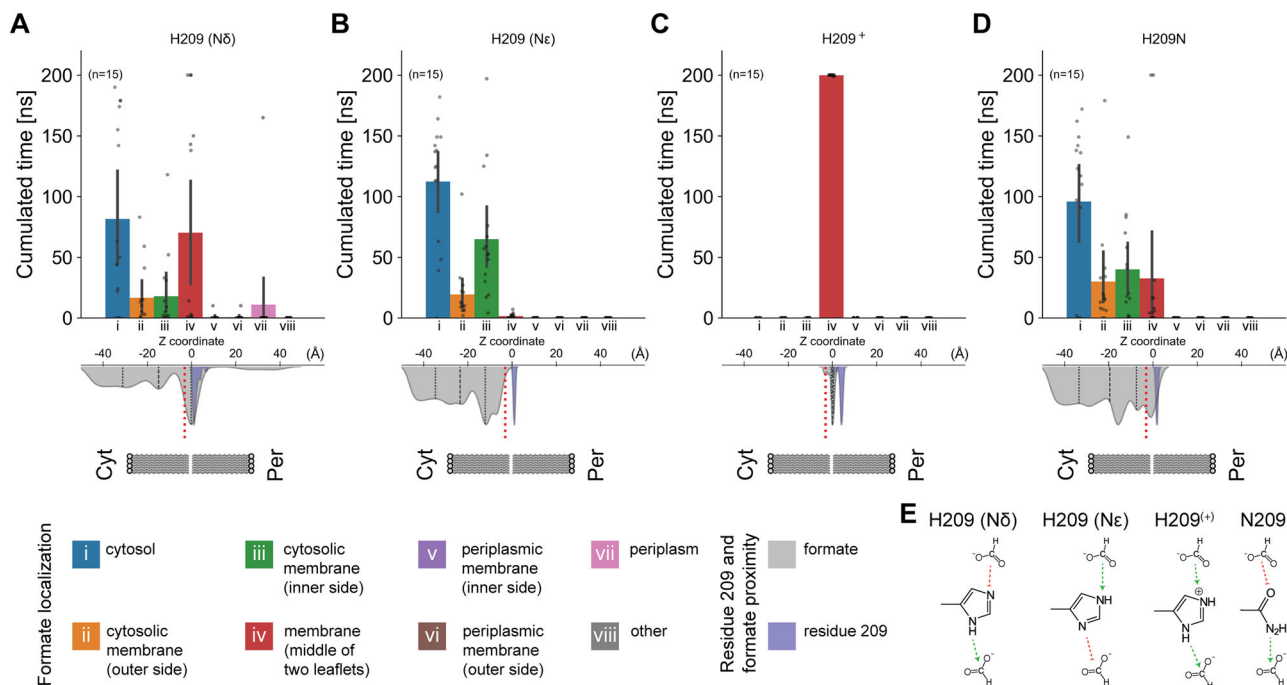 A
H209 (Nδ)
(n=15)
Cumulated time [ns]
200
150
100
50
0
i ii iii iv v vi vii viii
Z coordinate
-40 -20 0 20 40 (Å)
Cyt
Per
B
H209 (Nε)
(n=15)
Cumulated time [ns]
200
150
100
50
0
i ii iii iv v vi vii viii
Z coordinate
-40 -20 0 20 40 (Å)
Cyt
Per
C
H209 +
(n=15)
Cumulated time [ns]
200
150
100
50
0
i ii iii iv v vi vii viii
Z coordinate
-40 -20 0 20 40 (Å)
Cyt
Per
D
H209N
(n=15)
Cumulated time [ns]
200
150
100
50
0
i ii iii iv v vi vii viii
Z coordinate
-40 -20 0 20 40 (Å)
Cyt
Per
Formate localization
i cytosol
ii cytosolic
membrane
(outer side)
iii cytosolic
membrane
(inner side)
iv membrane
(middle of
two leaflets)
v periplasmic
membrane
(inner side)
vi periplasmic
membrane
(outer side)
vii periplasm
viii other
Residue 209 and
formate proximity
formate
residue 209
E
H209 (Nδ) H209 (Nε) H209(+) N209
H H H H
-O C O -O C O -O C O -O C O
N NH NH O
N H N N H NH2
O C O- O C O- O C O- O C O-
H H H H